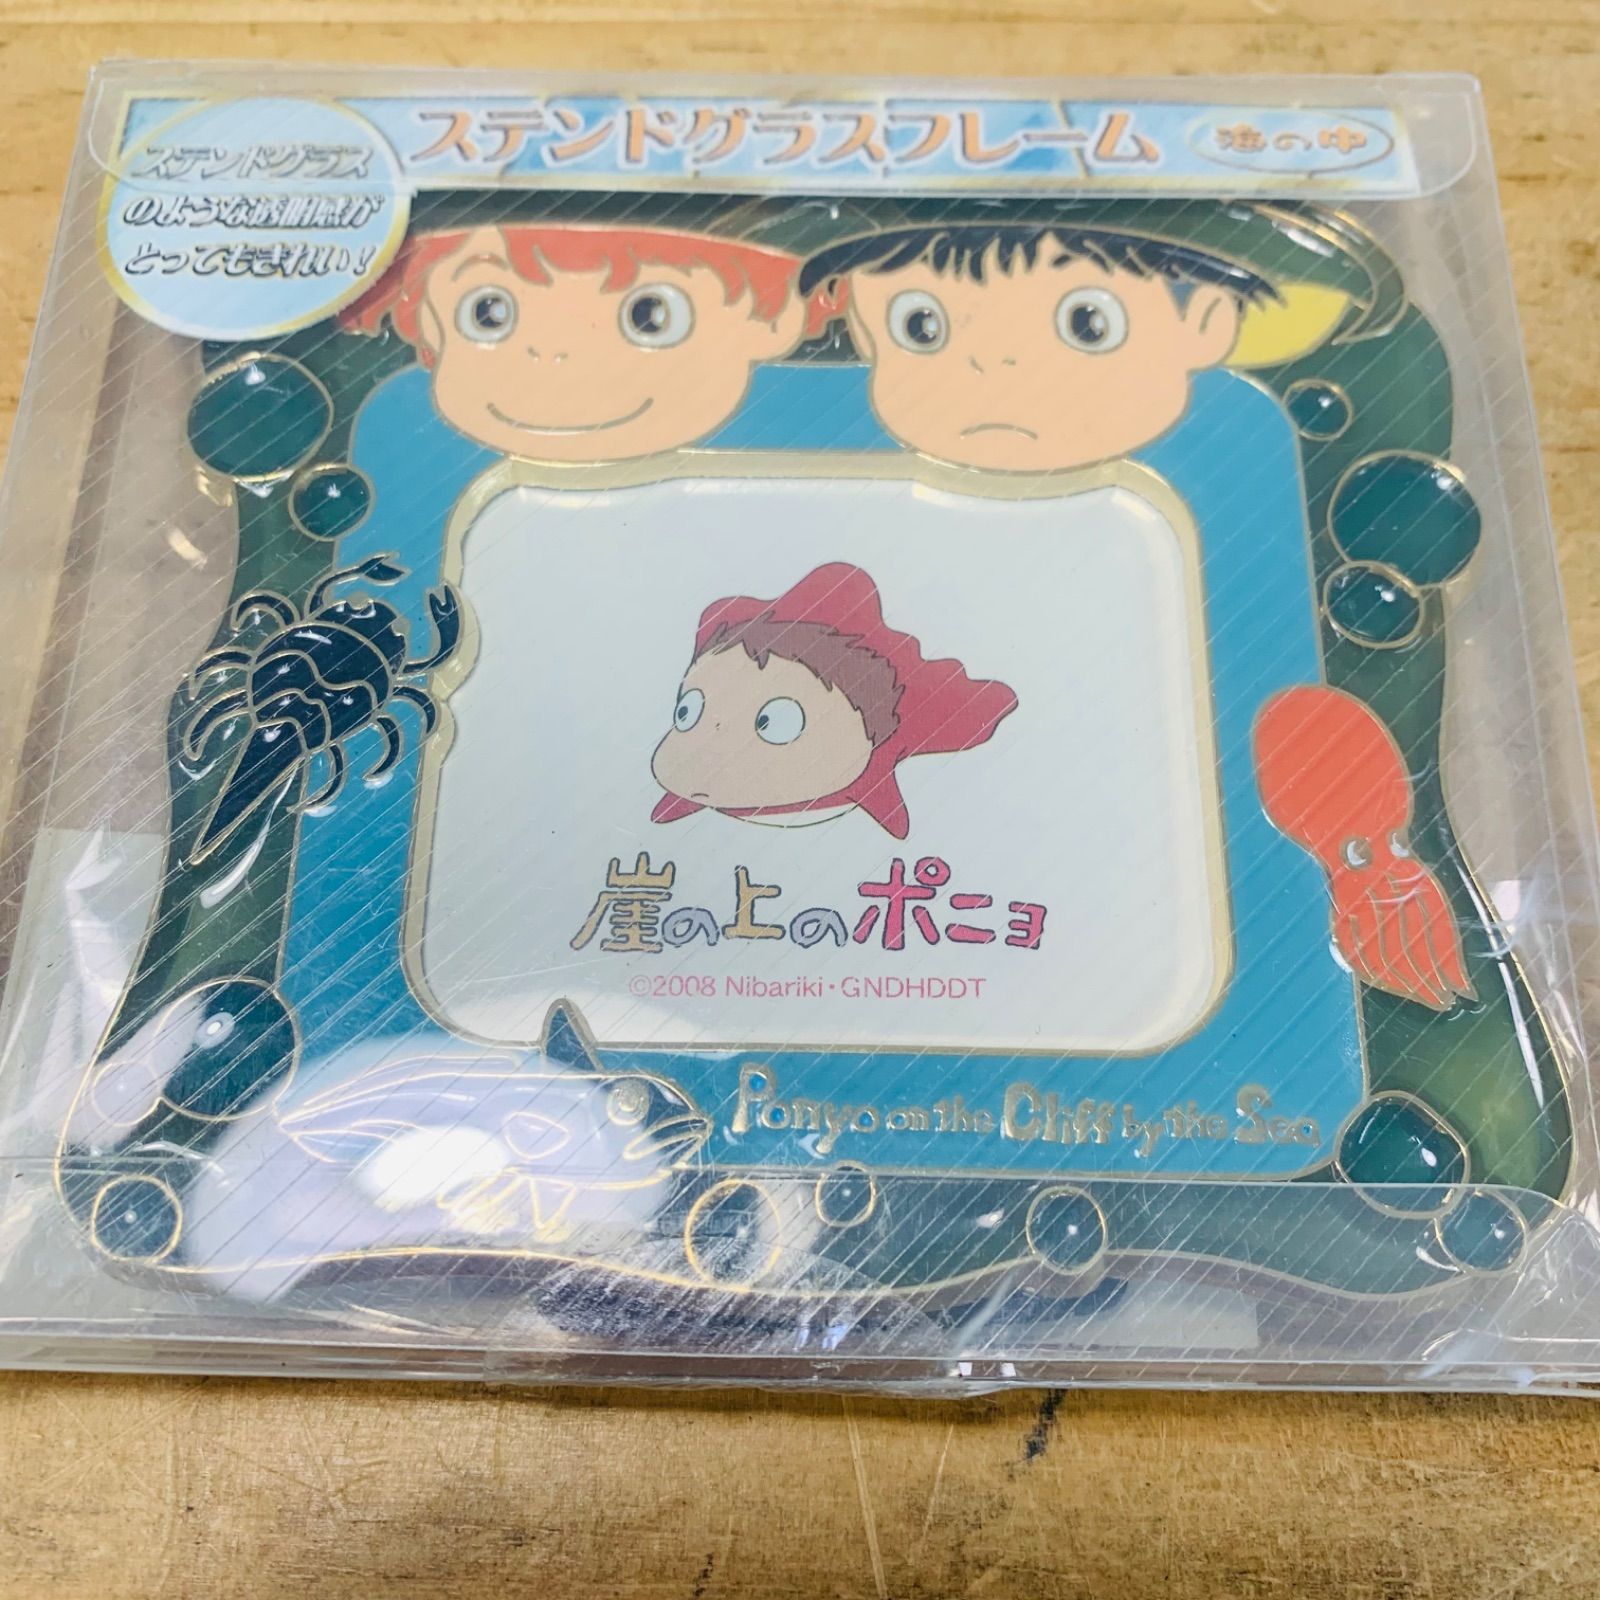 ステンドグラスフレーム 海の中
ステンドグラス
のような透明感が
とってもきれい!
崖の上のポニョ
©2008 Nibariki・GNDHDDT
Ponyo on the Cliff by the Sea